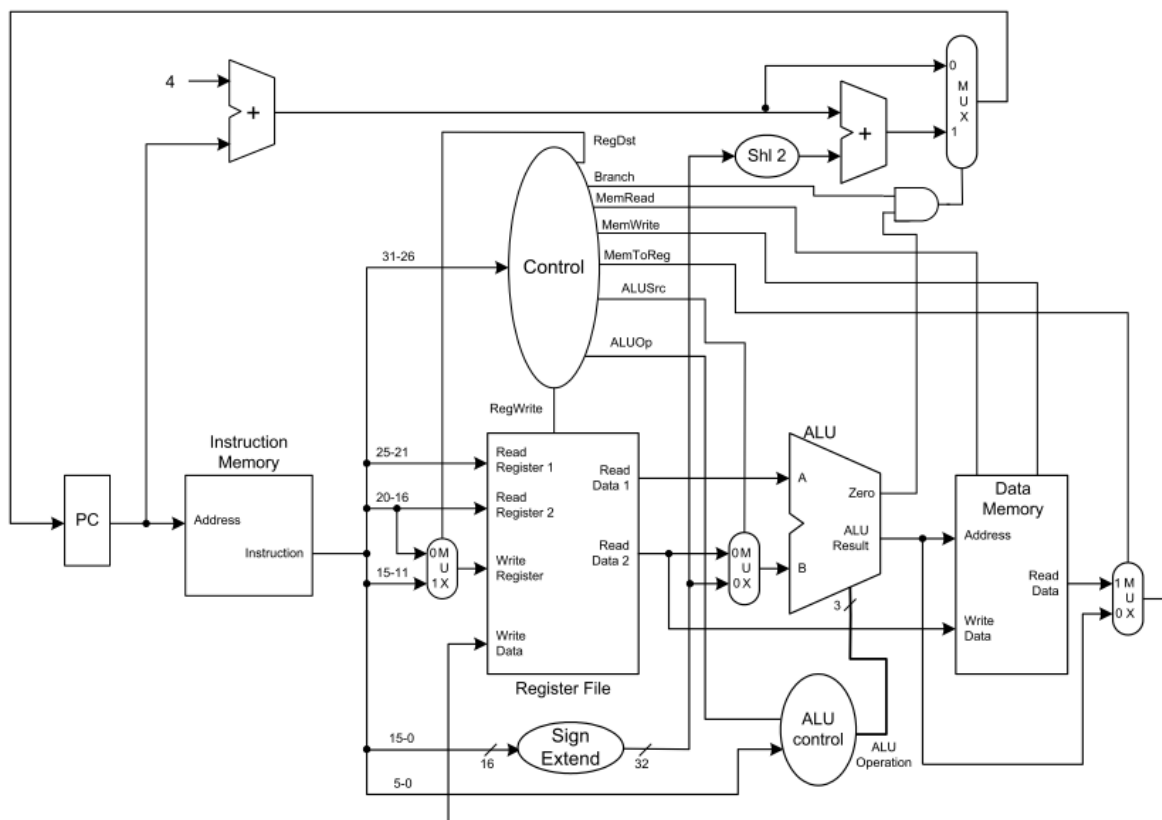 4
+
RegDst
Shl 2
+
0
M
U
X
1
Branch
MemRead
MemWrite
MemToReg
ALUSrc
ALUOp
31-26
Control
RegWrite
Instruction
Memory
PC
Address
Instruction
25-21
20-16
15-11
0 M
U
1 X
Read
Register 1
Read
Register 2
Write
Register
Write
Data
Read
Data 1
Read
Data 2
Register File
0 M
U
0 X
ALU
A
B
Zero
ALU
Result
3
Data
Memory
Address
Read
Data
Write
Data
1 M
U
0 X
15-0
16
Sign
Extend
32
5-0
ALU
control
ALU
Operation